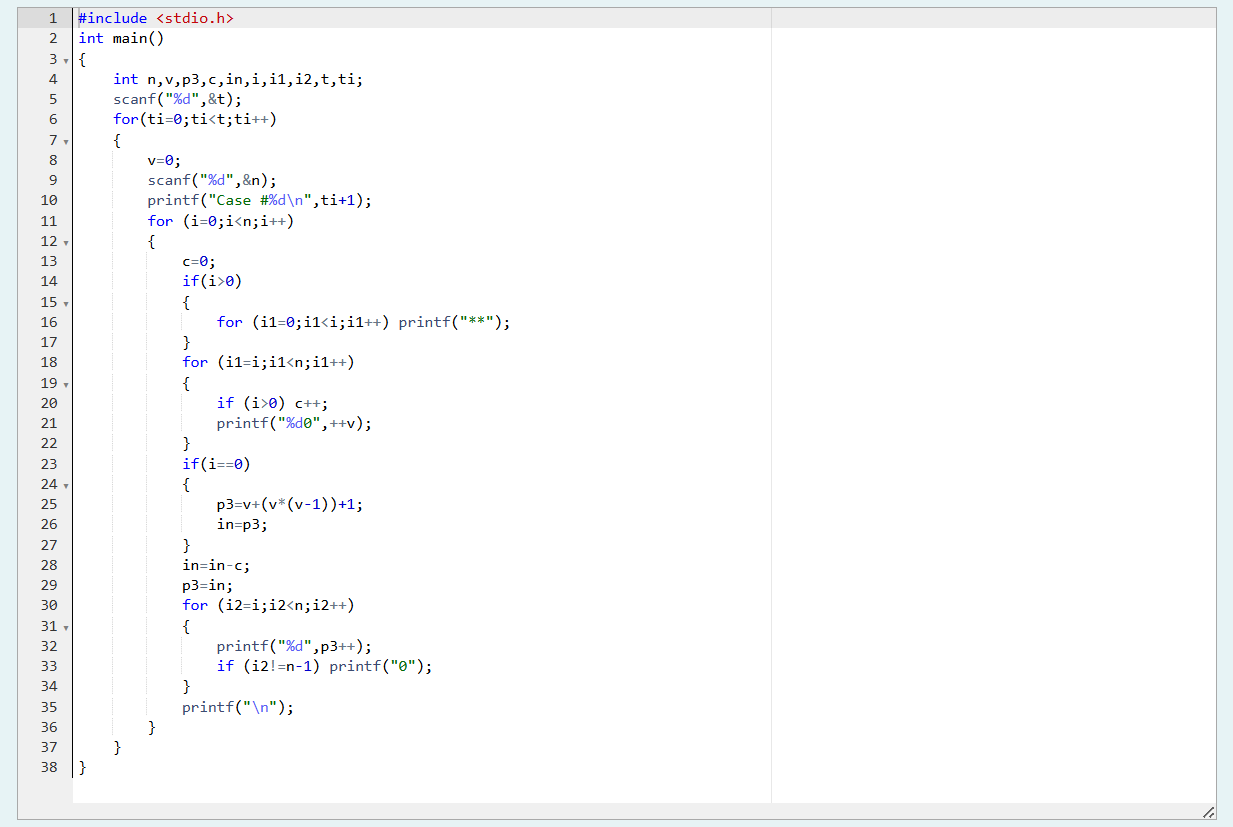 1 #include <stdio.h>
2 int main()
3 {
4 int n,v,p3,c,in,i,i1,i2,t,ti;
5 scanf("%d",&t);
6 for(ti=0;ti<t;ti++)
7 {
8 v=0;
9 scanf("%d",&n);
10 printf("Case #%d\n",ti+1);
11 for (i=0;i<n;i++)
12 {
13 c=0;
14 if(i>0)
15 {
16 for (i1=0;i1<i;i1++) printf("**");
17 }
18 for (i1=i;i1<n;i1++)
19 {
20 if (i>0) c++;
21 printf("%d0",++v);
22 }
23 if(i==0)
24 {
25 p3=v+(v*(v-1))+1;
26 in=p3;
27 }
28 in=in-c;
29 p3=in;
30 for (i2=i;i2<n;i2++)
31 {
32 printf("%d",p3++);
33 if (i2!=n-1) printf("0");
34 }
35 printf("\n");
36 }
37 }
38 }